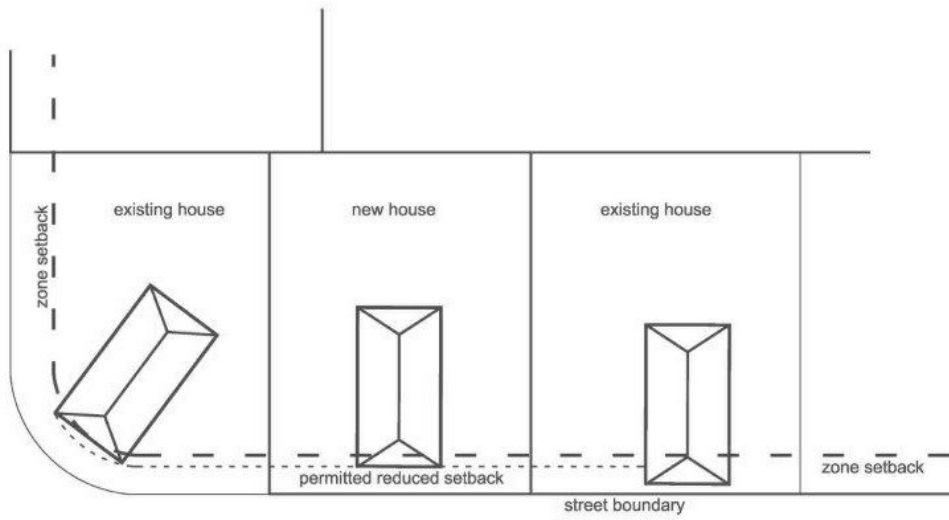 existing house
new house
existing house
zone setback
zone setback
permitted reduced setback
street boundary